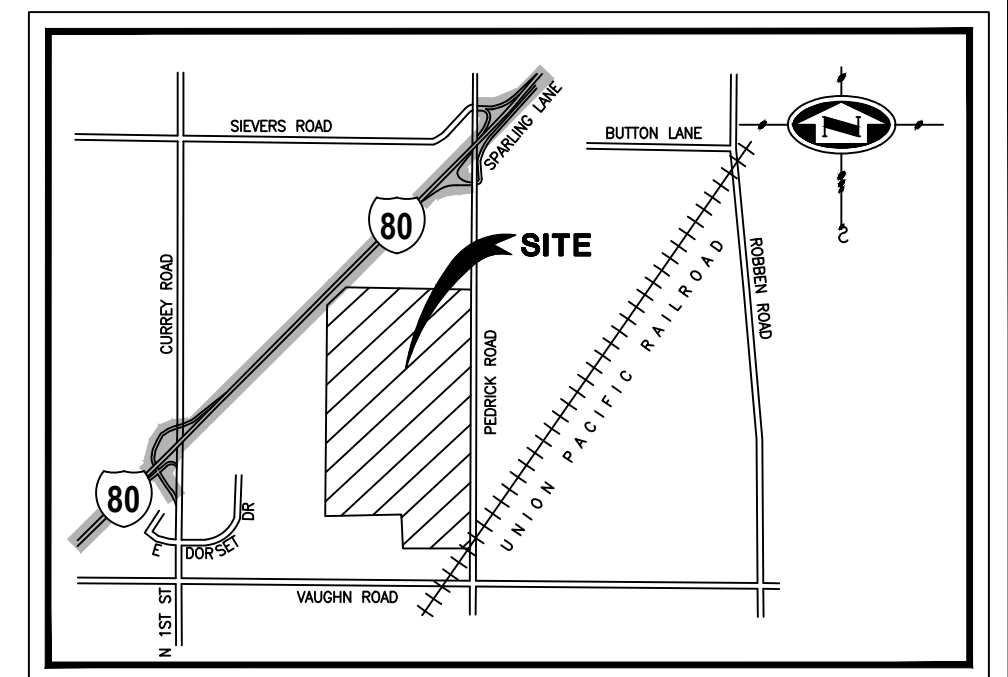 SIEVERS ROAD
SPARLING LANE
BUTTON LANE
N
S
80
SITE
CURREY ROAD
ROBBEN ROAD
PEDRICK ROAD
UNION PACIFIC RAILROAD
80
E DORSET DR
VAUGHN ROAD
N 1ST ST